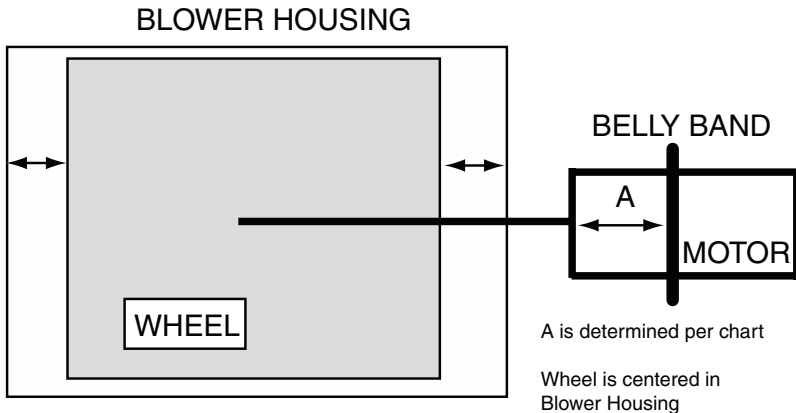 BLOWER HOUSING
BELLY BAND
A
MOTOR
WHEEL
A is determined per chart
Wheel is centered in
Blower Housing